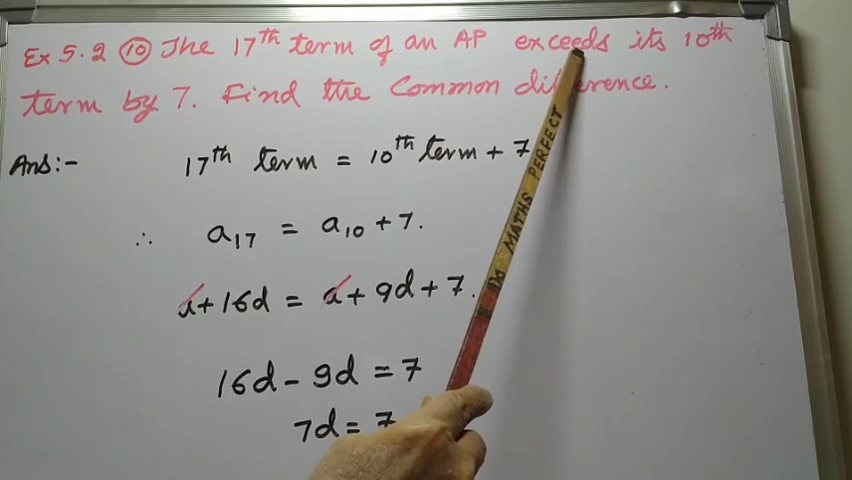 Ex 5.2 (10) The 17th term of an AP exceeds its 10th
term by 7. Find the Common difference.
Ans:- 17th term = 10th term + 7
∴ a17 = a10 + 7.
a + 16d = a + 9d + 7.
16d - 9d = 7
7d = 7
MATHS PERFECT